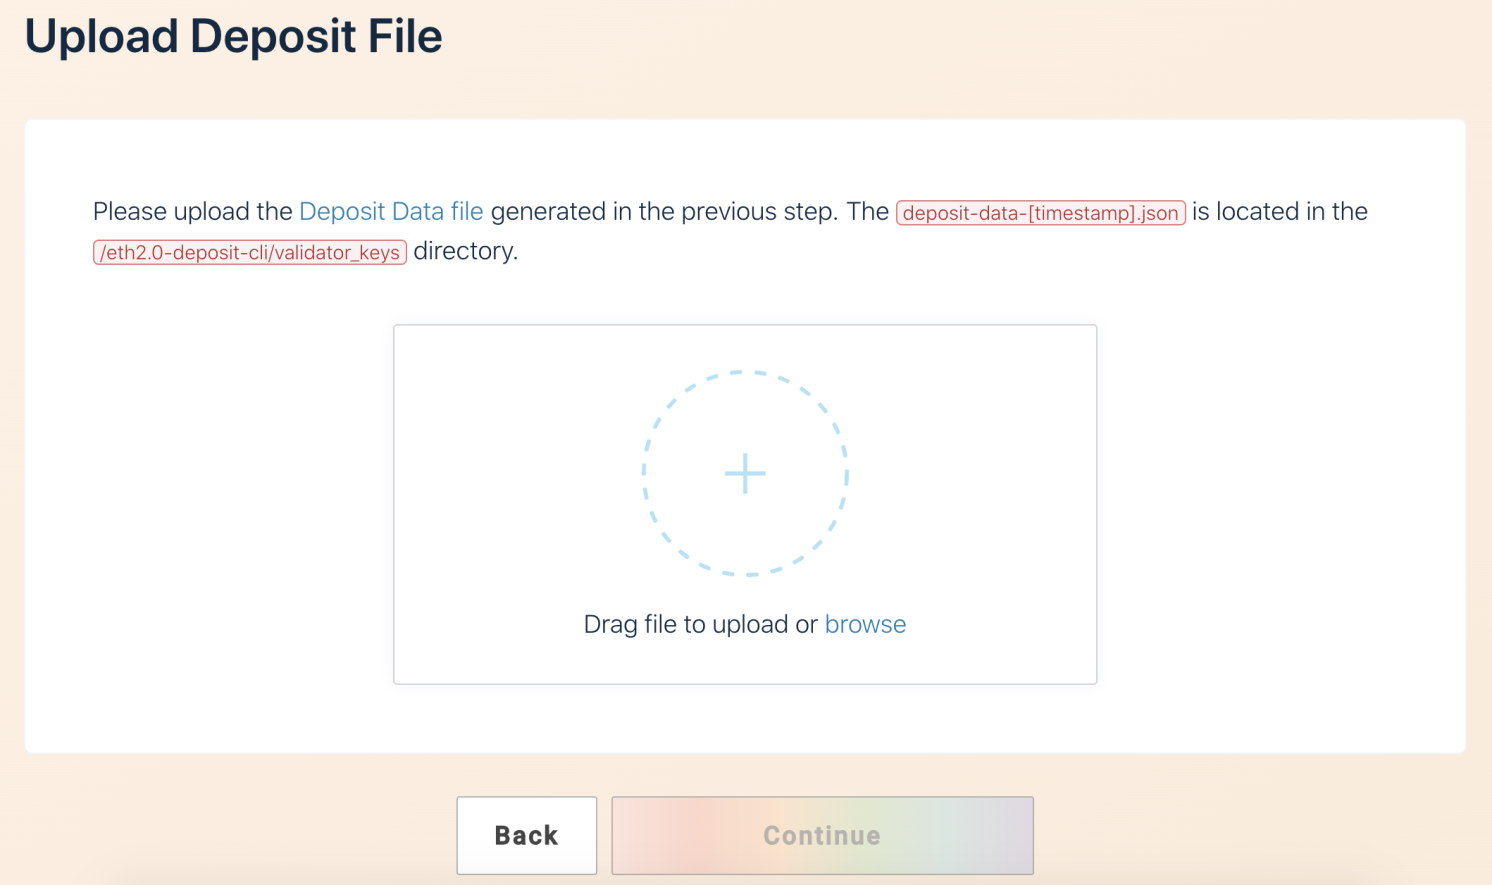 Upload Deposit File
Please upload the Deposit Data file generated in the previous step. The deposit-data-[timestamp].json is located in the
/eth2.0-deposit-cli/validator_keys directory.
Drag file to upload or browse
Back
Continue